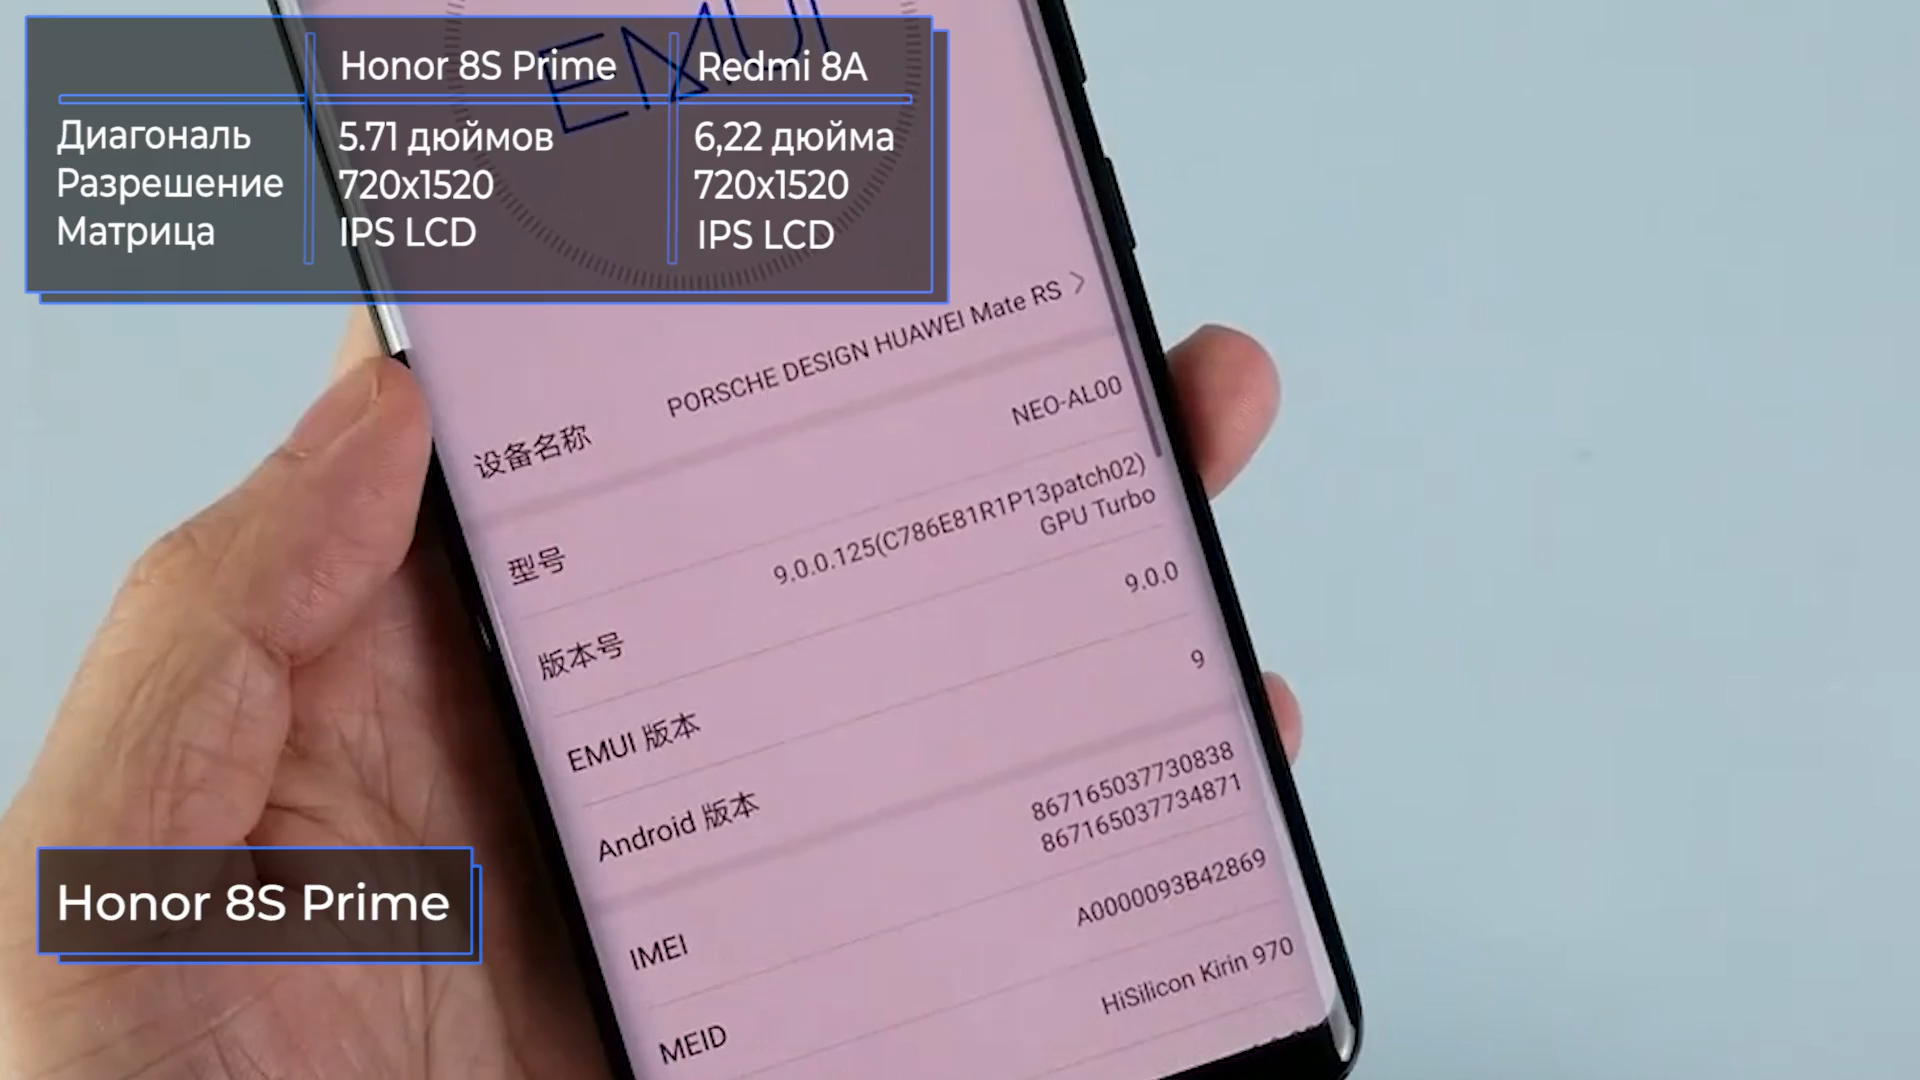 Honor 8S Prime
Redmi 8A
Диагональ
5.71 дюймов
6,22 дюйма
Разрешение
720x1520
720x1520
Матрица
IPS LCD
IPS LCD
EMUI
设备名称
PORSCHE DESIGN HUAWEI Mate RS
型号
NEO-AL00
版本号
9.0.0.125(C786E81R1P13patch02)
GPU Turbo
EMUI 版本
9.0.0
Android 版本
9
IMEI
867165037730838
867165037734871
MEID
A0000093B42869
HiSilicon Kirin 970
Honor 8S Prime